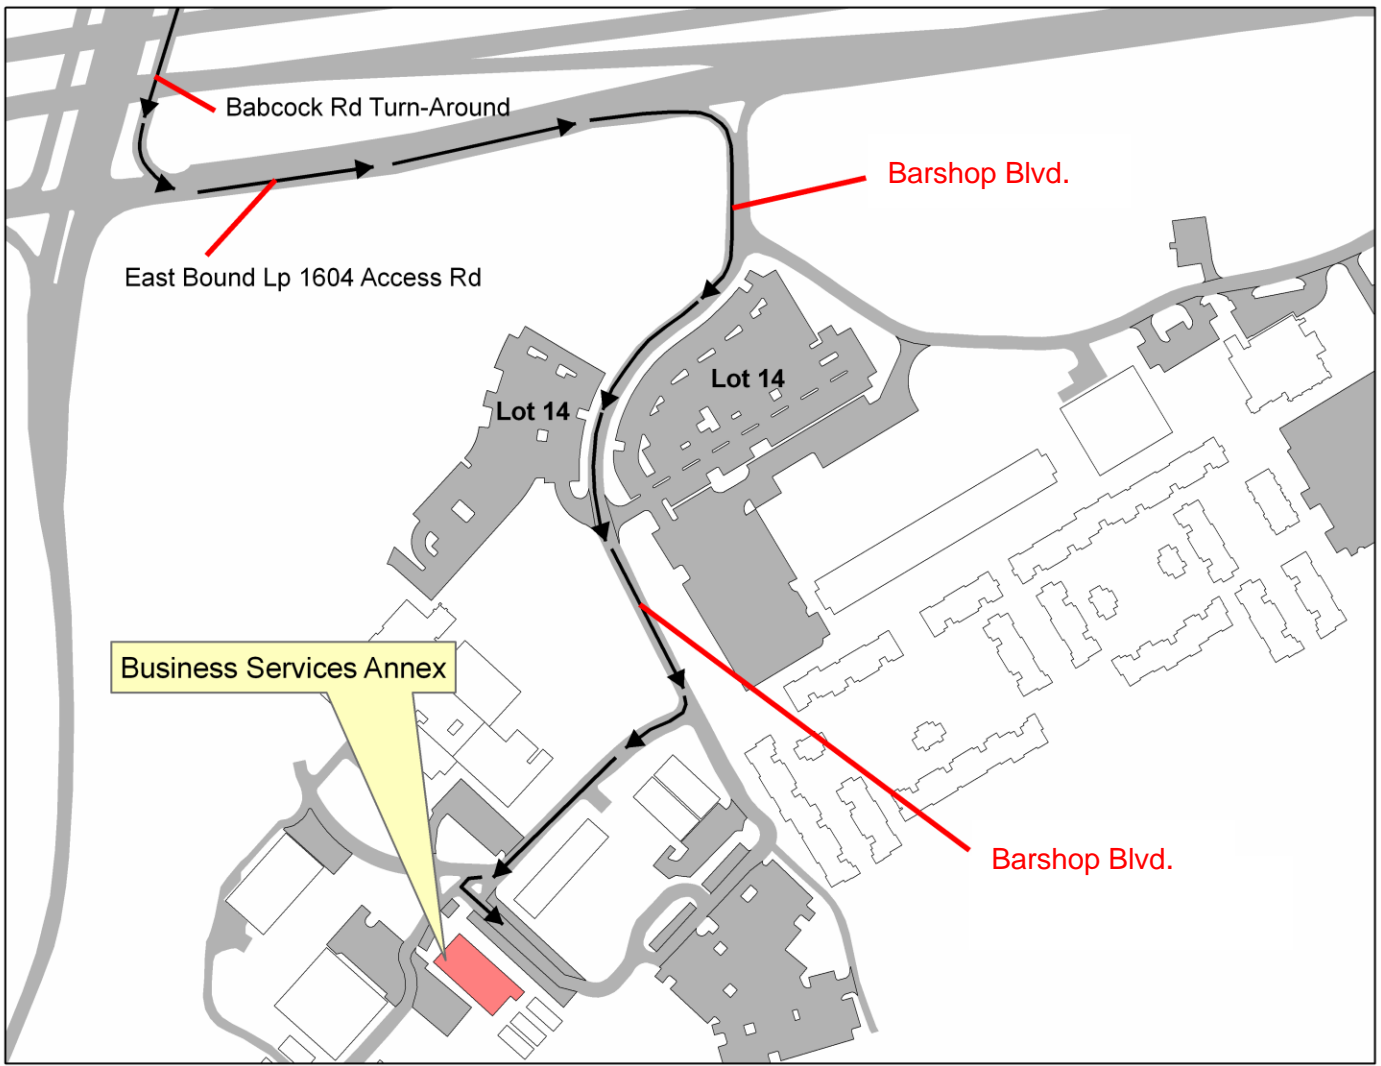 Babcock Rd Turn-Around
Barshop Blvd.
East Bound Lp 1604 Access Rd
Lot 14
Lot 14
Business Services Annex
Barshop Blvd.